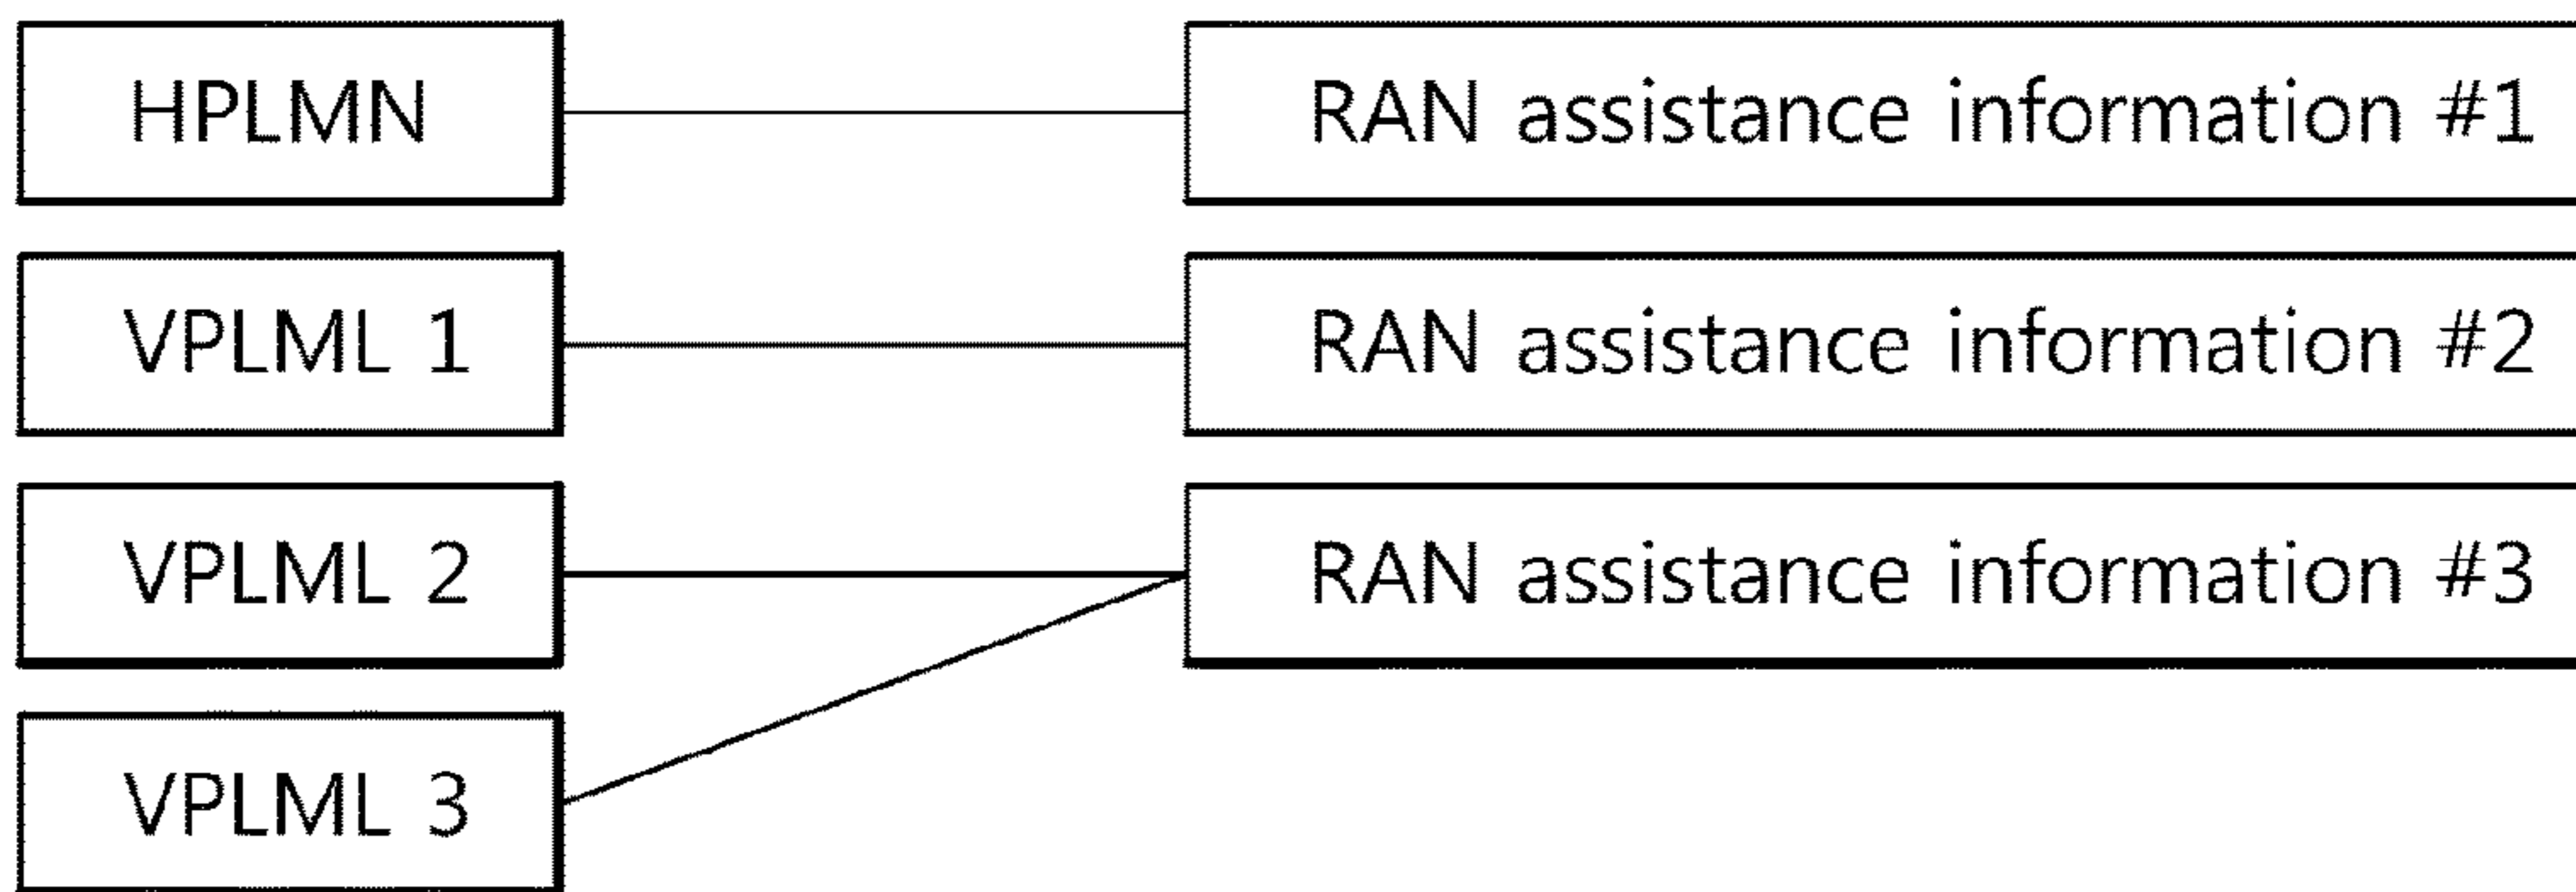 HPLMN RAN assistance information #1
VPLML 1 RAN assistance information #2
VPLML 2 RAN assistance information #3
VPLML 3